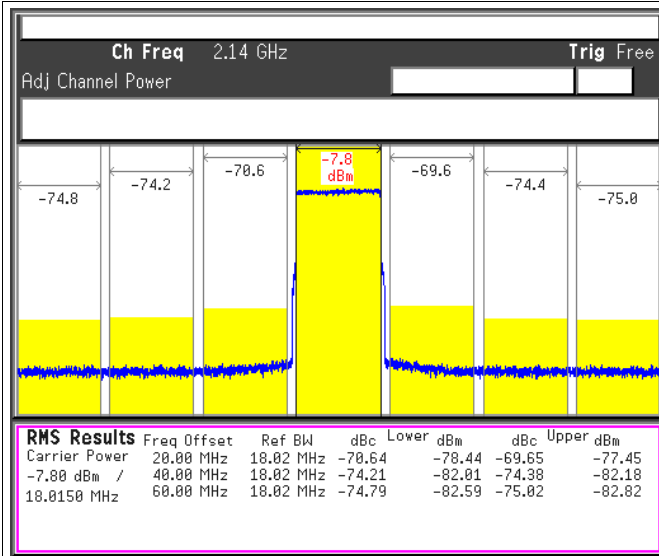 Ch Freq 2.14 GHz Trig Free
Adj Channel Power
-74.8 -74.2 -70.6 -7.8 dBm -69.6 -74.4 -75.0
RMS Results Freq Offset Ref BW dBc Lower dBm dBc Upper dBm
Carrier Power 20.00 MHz 18.02 MHz -70.64 -78.44 -69.65 -77.45
-7.80 dBm / 40.00 MHz 18.02 MHz -74.21 -82.01 -74.38 -82.18
18.0150 MHz 60.00 MHz 18.02 MHz -74.79 -82.59 -75.02 -82.82